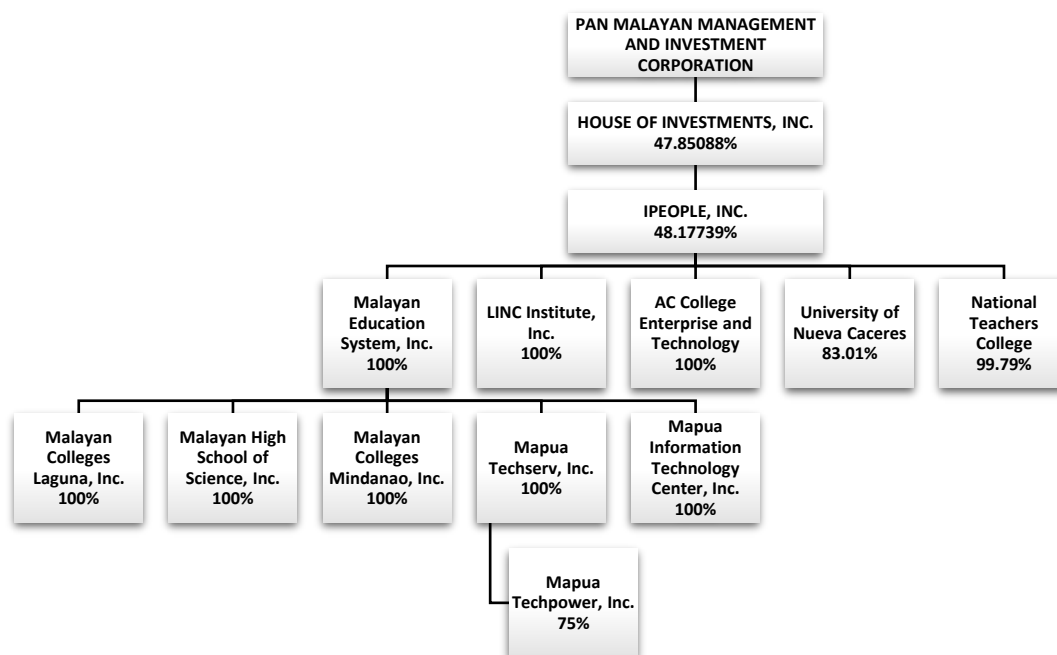 PAN MALAYAN MANAGEMENT
AND INVESTMENT
CORPORATION
HOUSE OF INVESTMENTS, INC.
47.85088%
IPEOPLE, INC.
48.17739%
Malayan
Education
System, Inc.
100%
LINC Institute,
Inc.
100%
AC College
Enterprise and
Technology
100%
University of
Nueva Caceres
83.01%
National
Teachers
College
99.79%
Malayan
Colleges
Laguna, Inc.
100%
Malayan High
School of
Science, Inc.
100%
Malayan
Colleges
Mindanao, Inc.
100%
Mapua
Techserv, Inc.
100%
Mapua
Information
Technology
Center, Inc.
100%
Mapua
Techpower, Inc.
75%